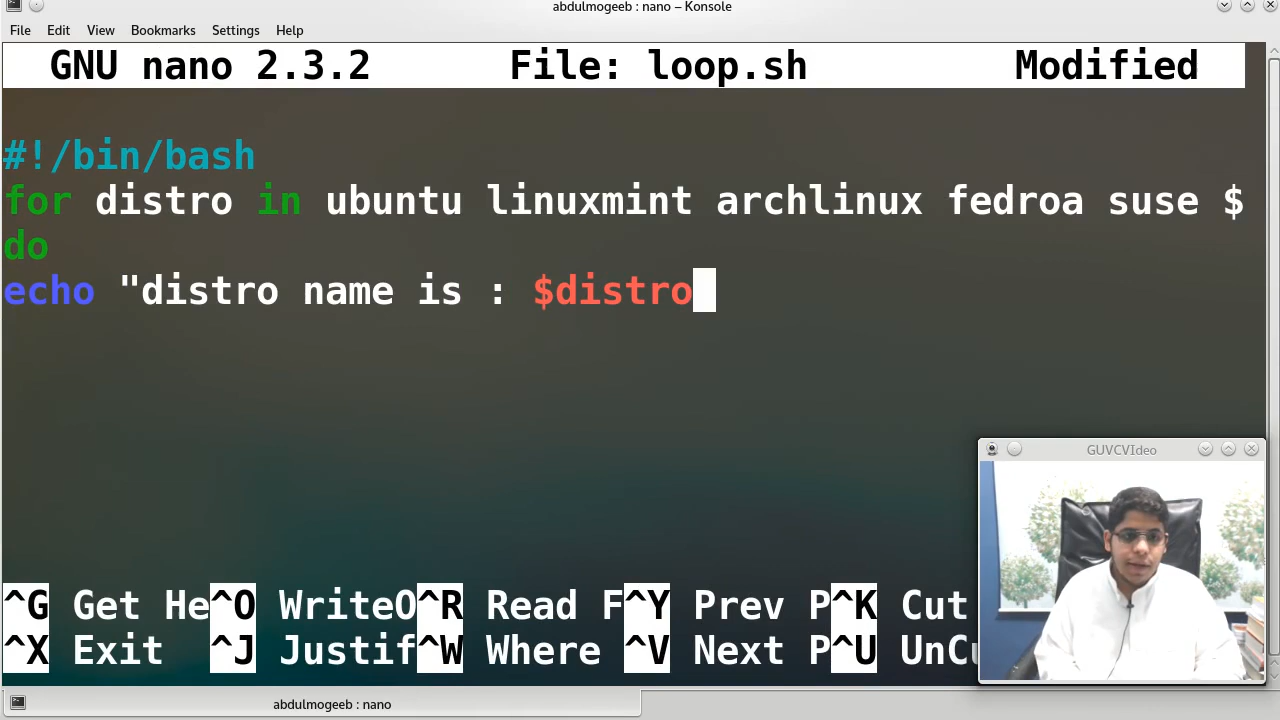 abdulmogeeb : nano – Konsole
File Edit View Bookmarks Settings Help
GNU nano 2.3.2 File: loop.sh Modified
#!/bin/bash
for distro in ubuntu linuxmint archlinux fedroa suse $
do
echo "distro name is : $distro
GUVCVIdeo
^G Get He^O WriteO^R Read F^Y Prev P^K Cut
^X Exit ^J Justif^W Where ^V Next P^U UnCu
abdulmogeeb : nano